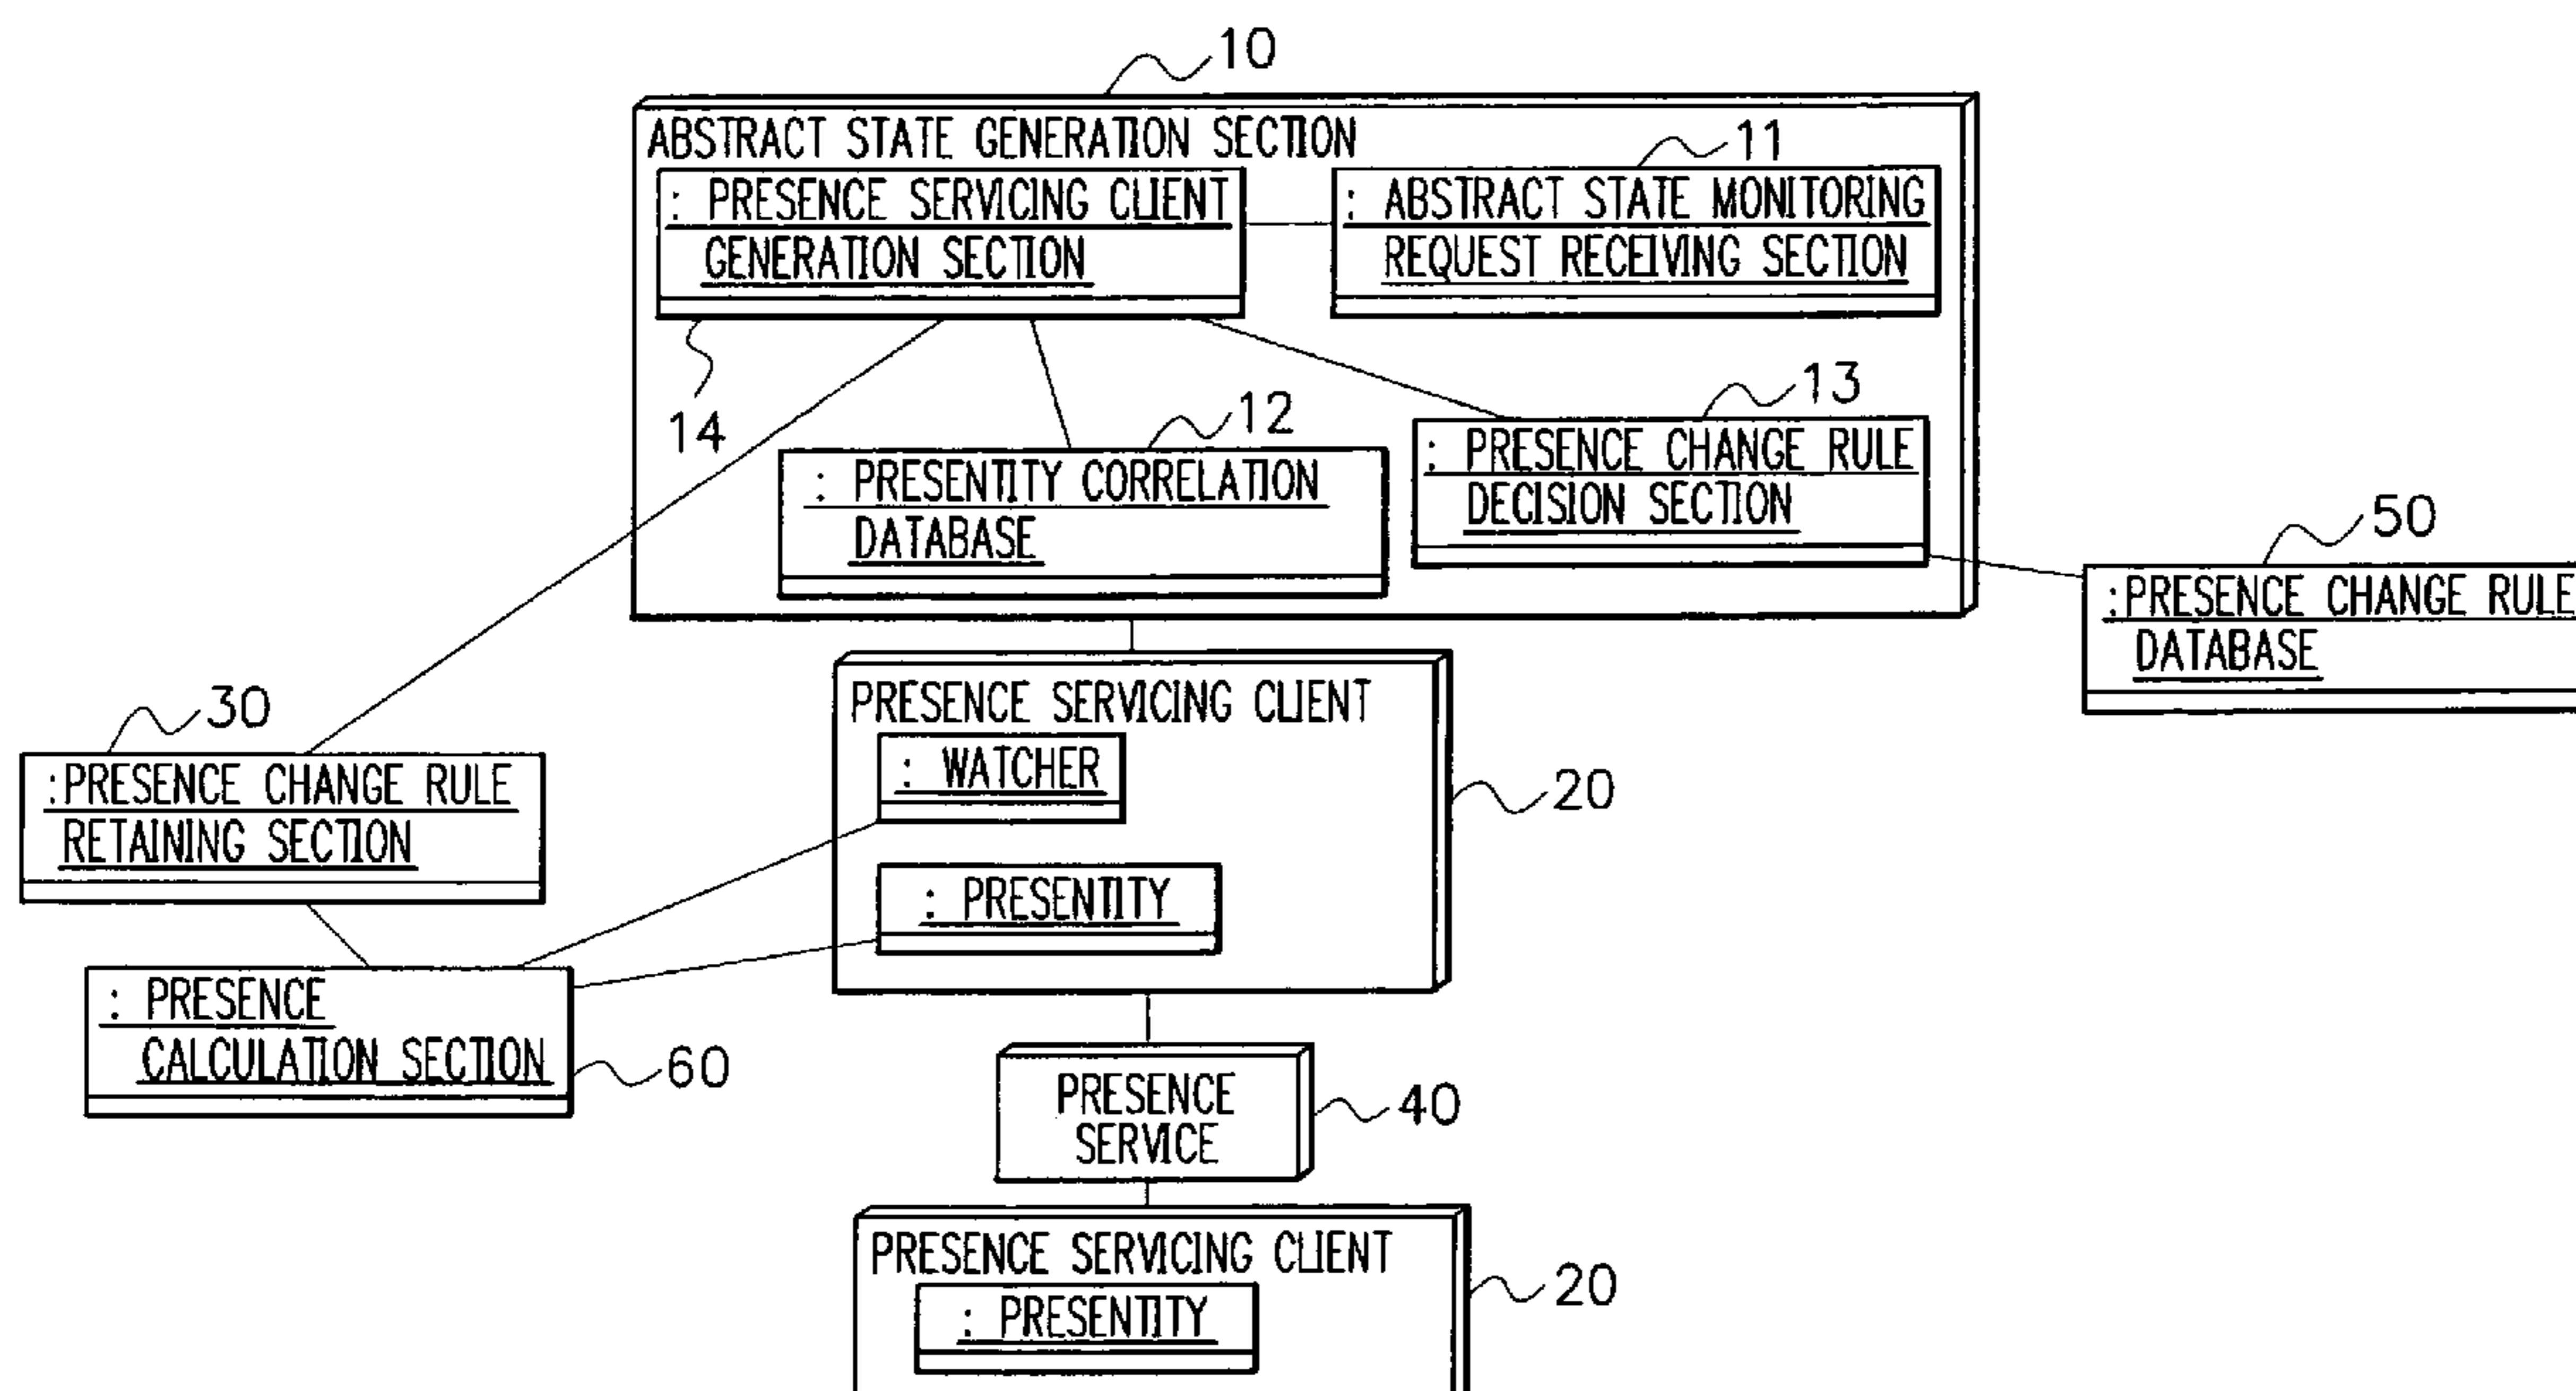 10
ABSTRACT STATE GENERATION SECTION
11
: PRESENCE SERVICING CLIENT
GENERATION SECTION
: ABSTRACT STATE MONITORING
REQUEST RECEIVING SECTION
14
12
13
: PRESENTITY CORRELATION
DATABASE
: PRESENCE CHANGE RULE
DECISION SECTION
50
:PRESENCE CHANGE RULE
DATABASE
PRESENCE SERVICING CLIENT
30
:PRESENCE CHANGE RULE
RETAINING SECTION
: WATCHER
20
: PRESENTITY
: PRESENCE
CALCULATION SECTION
60
PRESENCE
SERVICE
40
PRESENCE SERVICING CLIENT
20
: PRESENTITY